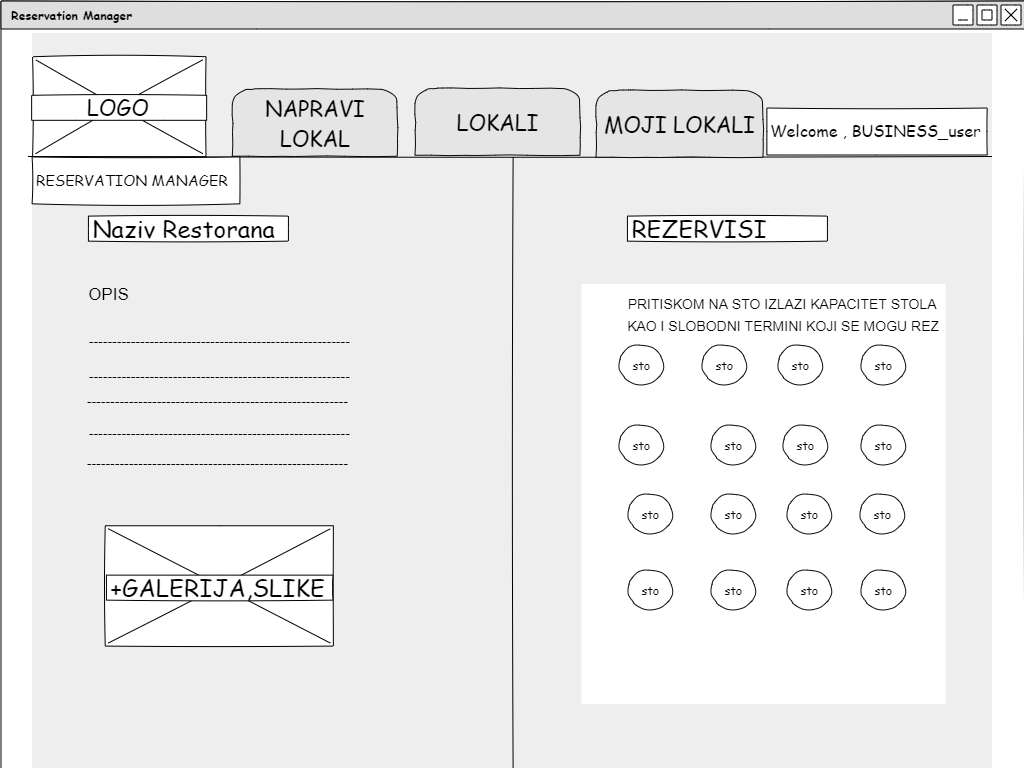 Reservation Manager
LOGO
NAPRAVI
LOKAL
LOKALI
MOJI LOKALI
Welcome , BUSINESS_user
RESERVATION MANAGER
Naziv Restorana
OPIS
+GALERIJA,SLIKE
REZERVISI
PRITISKOM NA STO IZLAZI KAPACITET STOLA
KAO I SLOBODNI TERMINI KOJI SE MOGU REZ
sto sto sto sto
sto sto sto sto
sto sto sto sto
sto sto sto sto